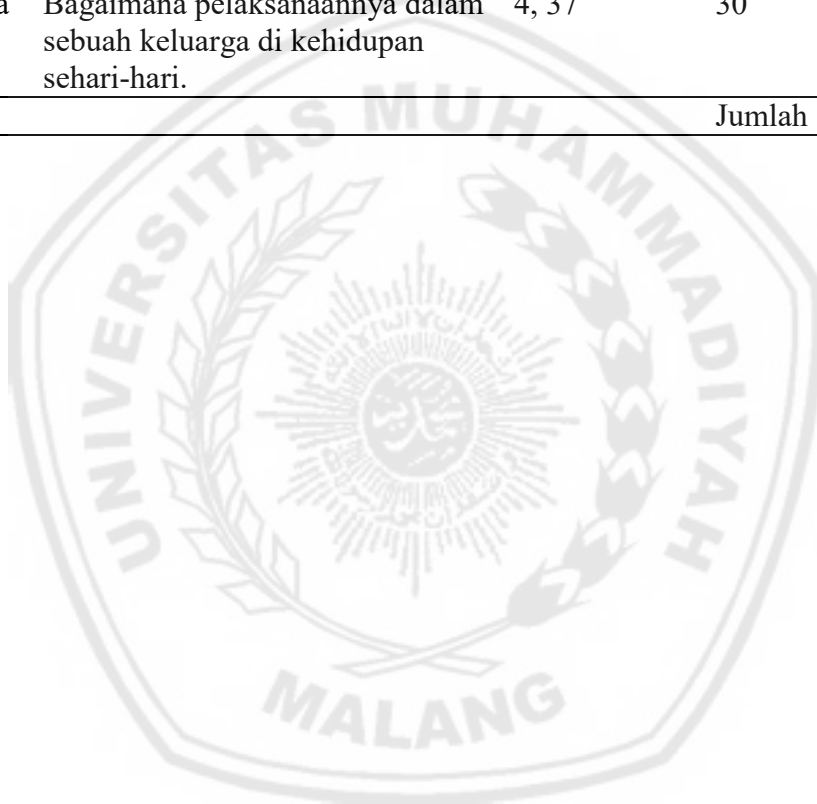 a Bagaimana pelaksanaannya dalam 4, 37 30
sebuah keluarga di kehidupan
sehari-hari.
Jumlah
UNIVERSITAS MUHAMMADIYAH
MALANG